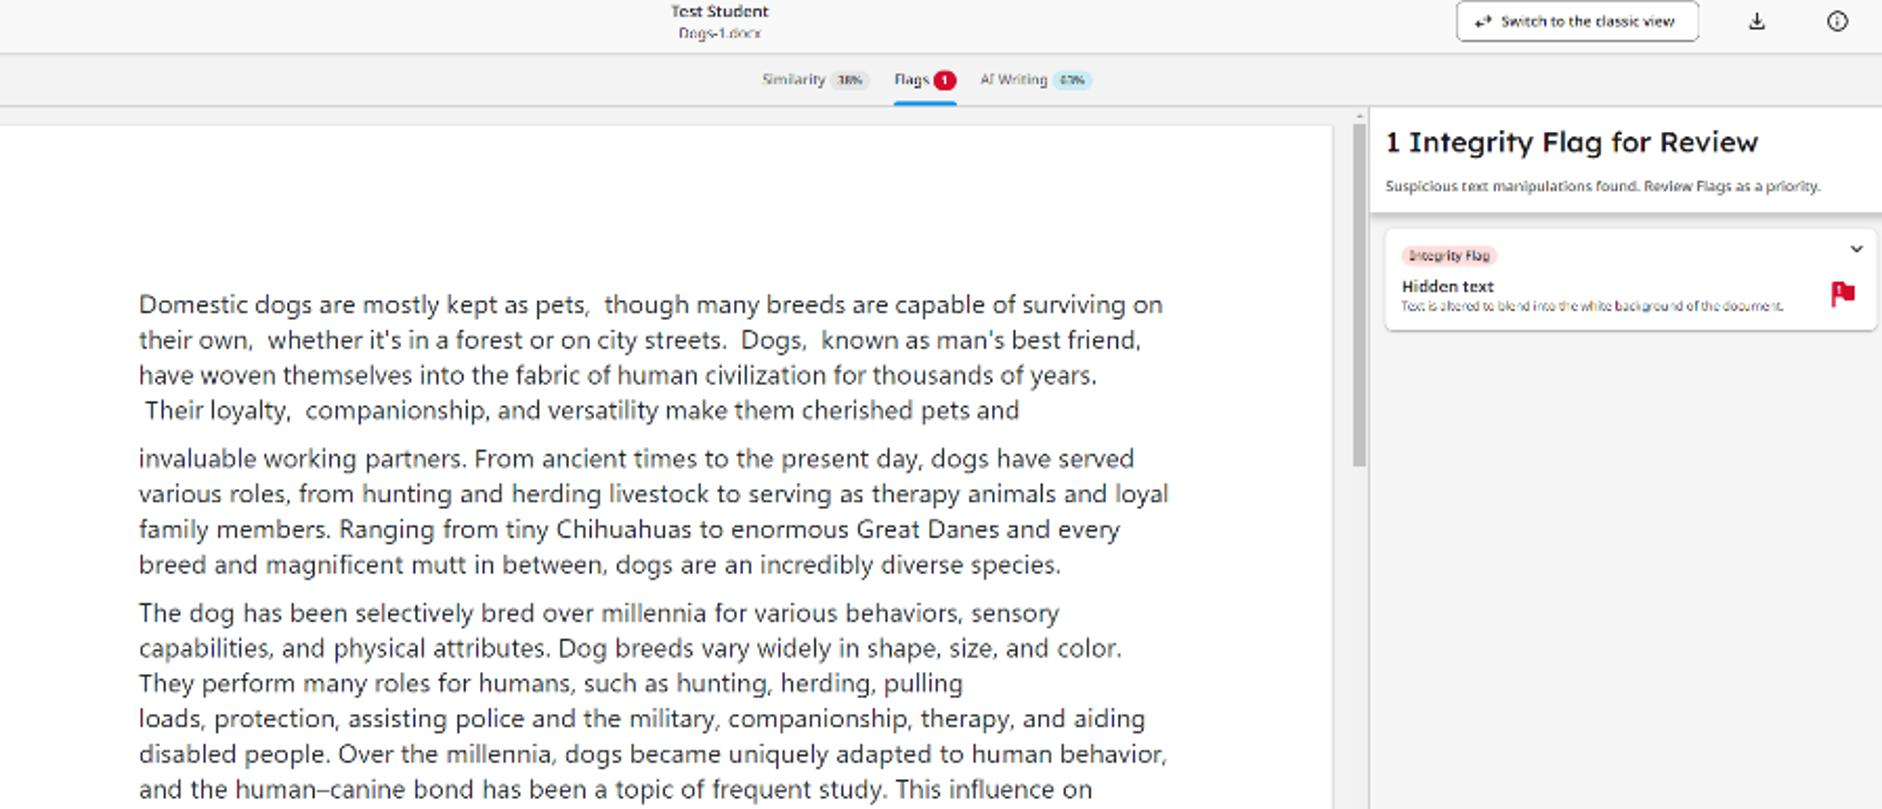 Test Student
Dogs-1.docx
Switch to the classic view
Similarity 38%
Flags 1
AI Writing 63%
1 Integrity Flag for Review
Suspicious text manipulations found. Review Flags as a priority.
Integrity Flag
Hidden text
Text is altered to blend into the white background of the document.
1
Domestic dogs are mostly kept as pets,  though many breeds are capable of surviving on
their own,  whether it's in a forest or on city streets.  Dogs,  known as man's best friend,
have woven themselves into the fabric of human civilization for thousands of years.
Their loyalty,  companionship, and versatility make them cherished pets and
invaluable working partners. From ancient times to the present day, dogs have served
various roles, from hunting and herding livestock to serving as therapy animals and loyal
family members. Ranging from tiny Chihuahuas to enormous Great Danes and every
breed and magnificent mutt in between, dogs are an incredibly diverse species.
The dog has been selectively bred over millennia for various behaviors, sensory
capabilities, and physical attributes. Dog breeds vary widely in shape, size, and color.
They perform many roles for humans, such as hunting, herding, pulling
loads, protection, assisting police and the military, companionship, therapy, and aiding
disabled people. Over the millennia, dogs became uniquely adapted to human behavior,
and the human–canine bond has been a topic of frequent study. This influence on